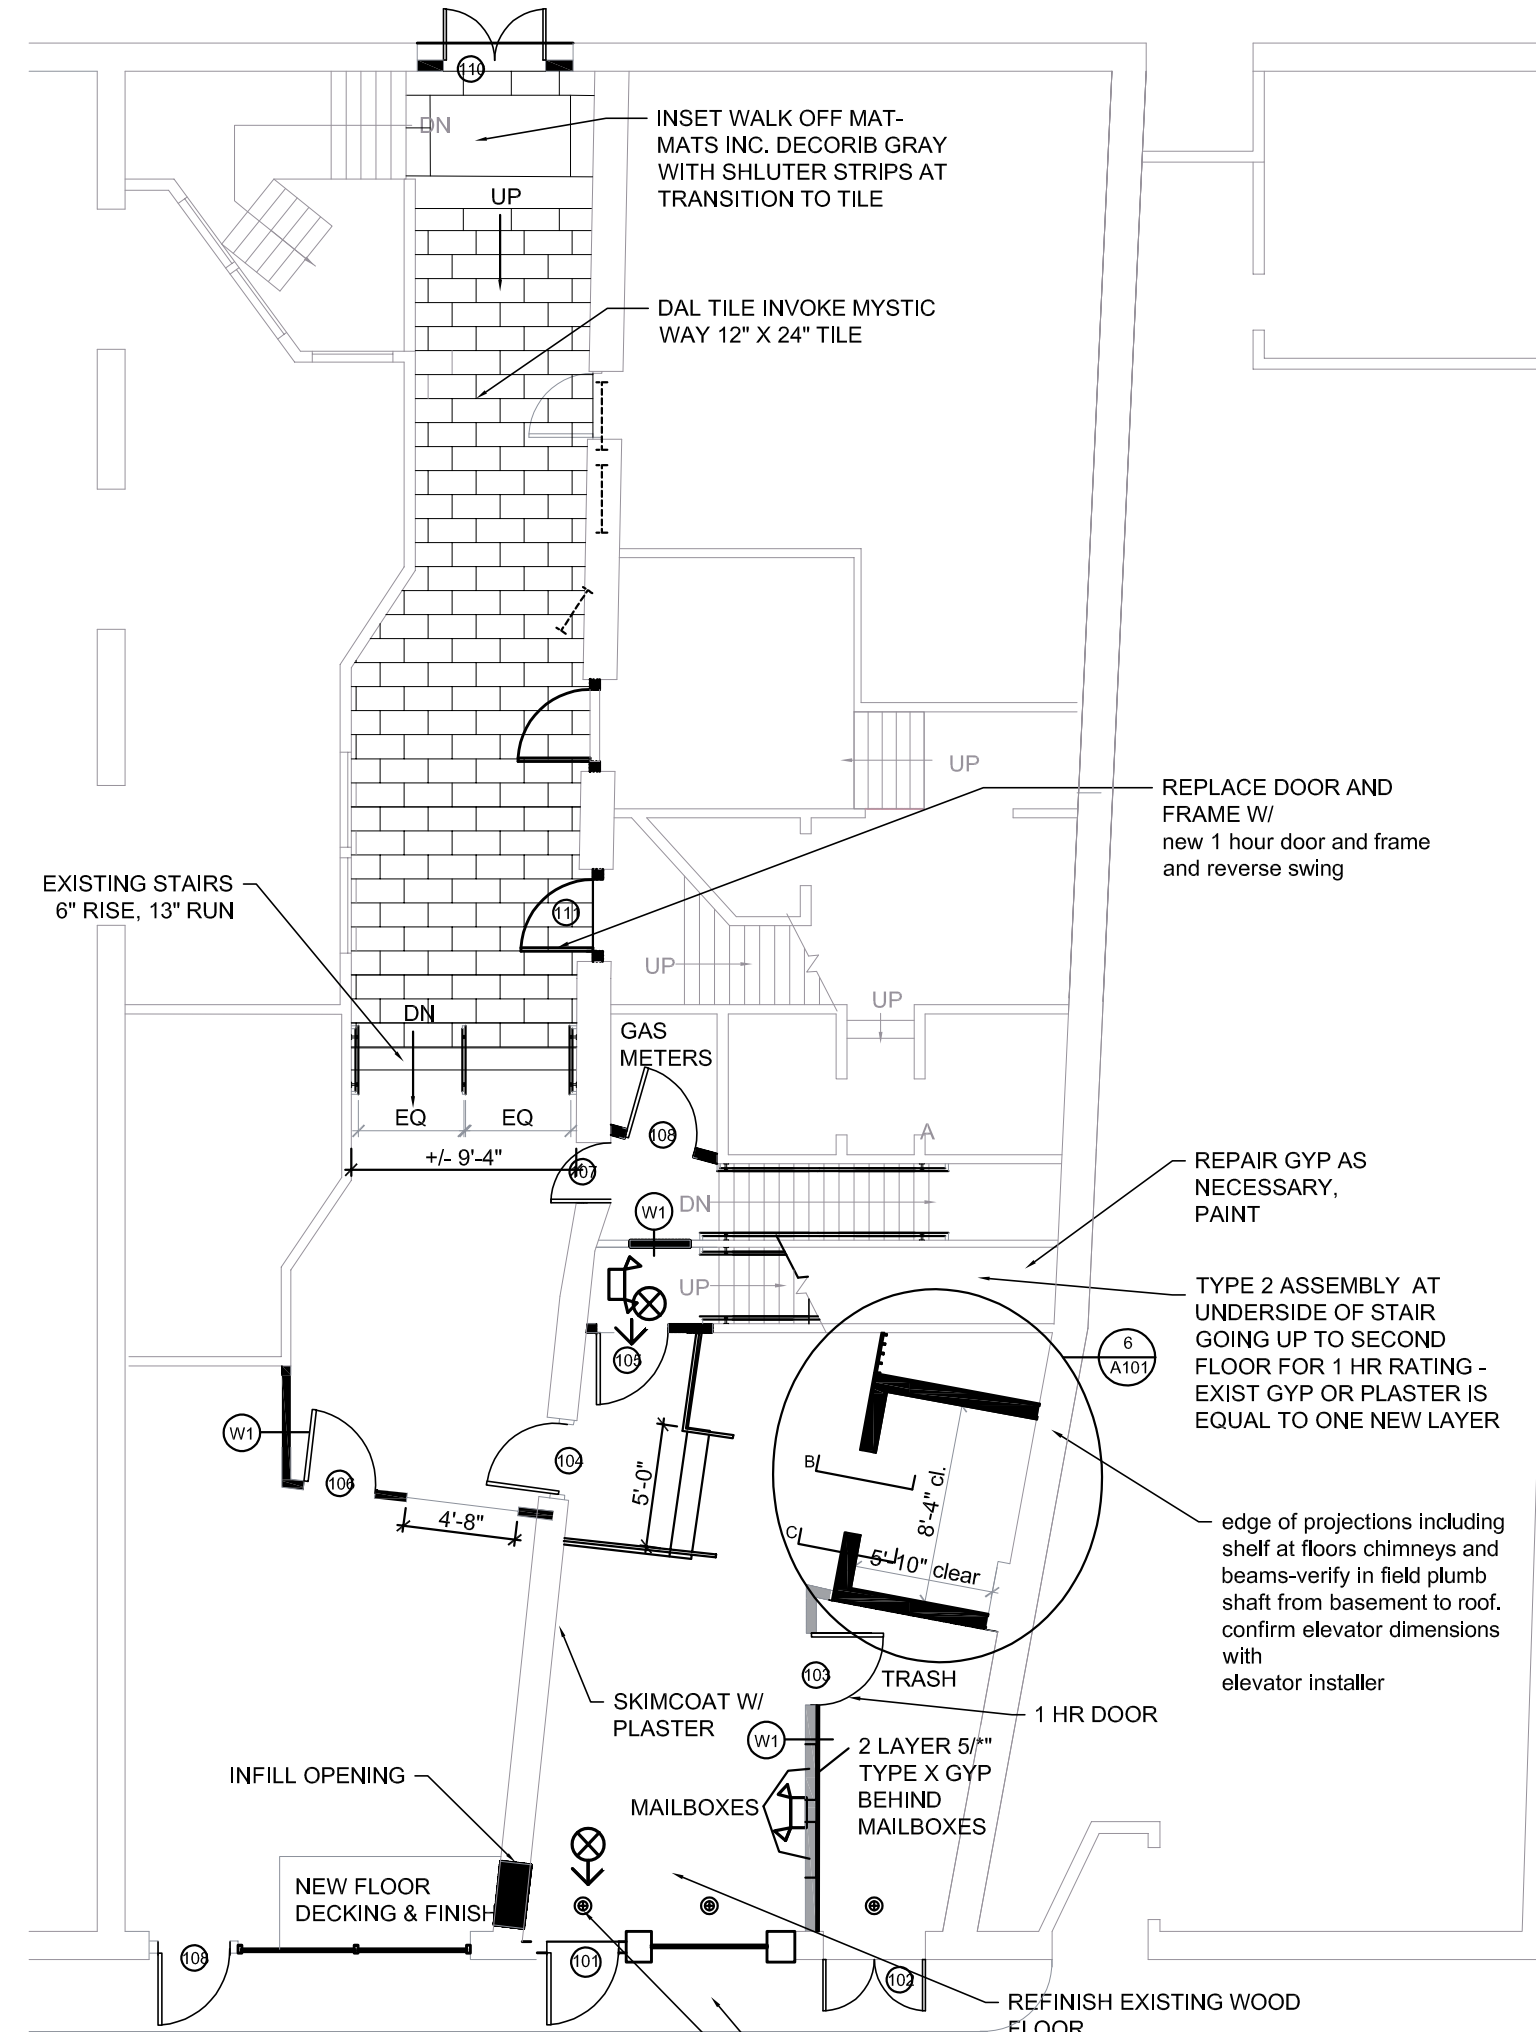 110
DN
INSET WALK OFF MAT-
MATS INC. DECORIB GRAY
WITH SHLUTER STRIPS AT
TRANSITION TO TILE
UP
DAL TILE INVOKE MYSTIC
WAY 12" X 24" TILE
UP
REPLACE DOOR AND
FRAME W/
new 1 hour door and frame
and reverse swing
EXISTING STAIRS
6" RISE, 13" RUN
111
UP
UP
DN
GAS
METERS
EQ
EQ
108
A
+/- 9'-4"
107
REPAIR GYP AS
NECESSARY,
PAINT
W1
DN
UP
TYPE 2 ASSEMBLY AT
UNDERSIDE OF STAIR
GOING UP TO SECOND
FLOOR FOR 1 HR RATING -
EXIST GYP OR PLASTER IS
EQUAL TO ONE NEW LAYER
6
A101
105
W1
106
104
5'-0"
4'-8"
B
8'-4" cl.
C
5'-10" clear
edge of projections including
shelf at floors chimneys and
beams-verify in field plumb
shaft from basement to roof.
confirm elevator dimensions
with
elevator installer
103
TRASH
SKIMCOAT W/
PLASTER
1 HR DOOR
W1
2 LAYER 5/*"
TYPE X GYP
BEHIND
MAILBOXES
INFILL OPENING
MAILBOXES
NEW FLOOR
DECKING & FINISH
108
101
102
REFINISH EXISTING WOOD
FLOOR